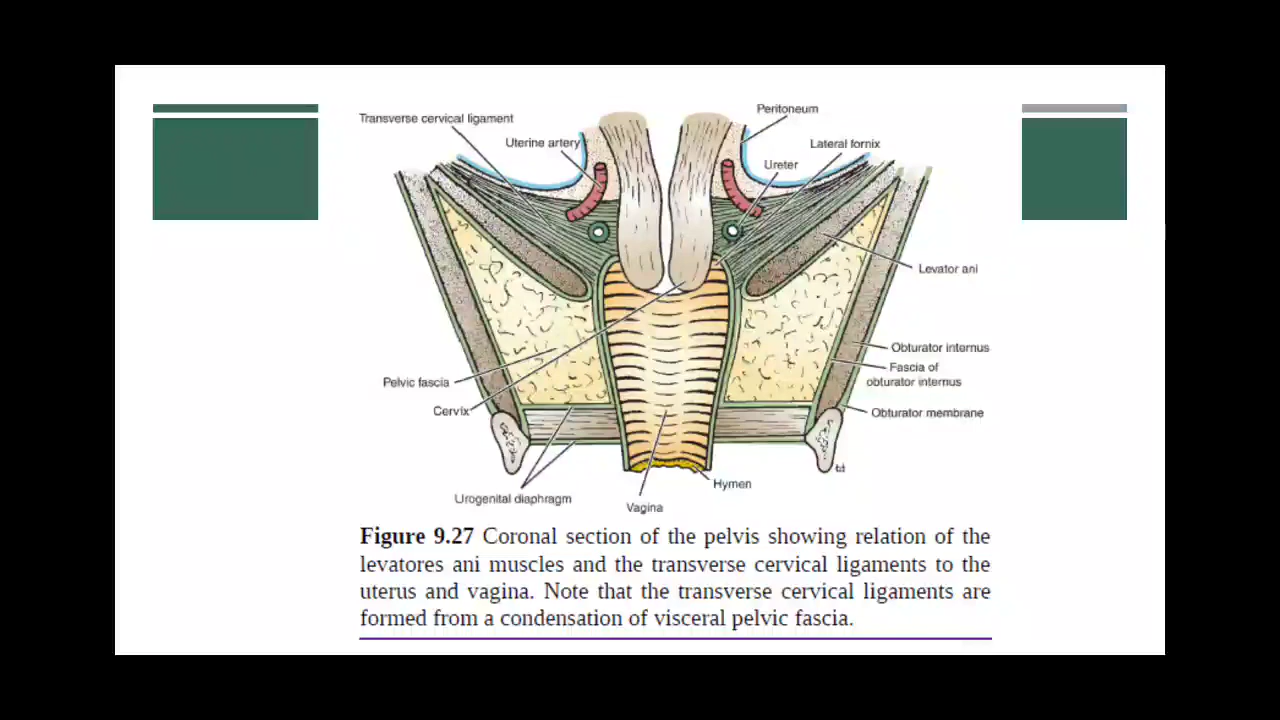 Peritoneum
Transverse cervical ligament
Uterine artery
Lateral fornix
Ureter
Levator ani
Obturator internus
Fascia of
obturator internus
Pelvic fascia
Cervix
Obturator membrane
Hymen
Urogenital diaphragm
Vagina
Figure 9.27 Coronal section of the pelvis showing relation of the
levatores ani muscles and the transverse cervical ligaments to the
uterus and vagina. Note that the transverse cervical ligaments are
formed from a condensation of visceral pelvic fascia.